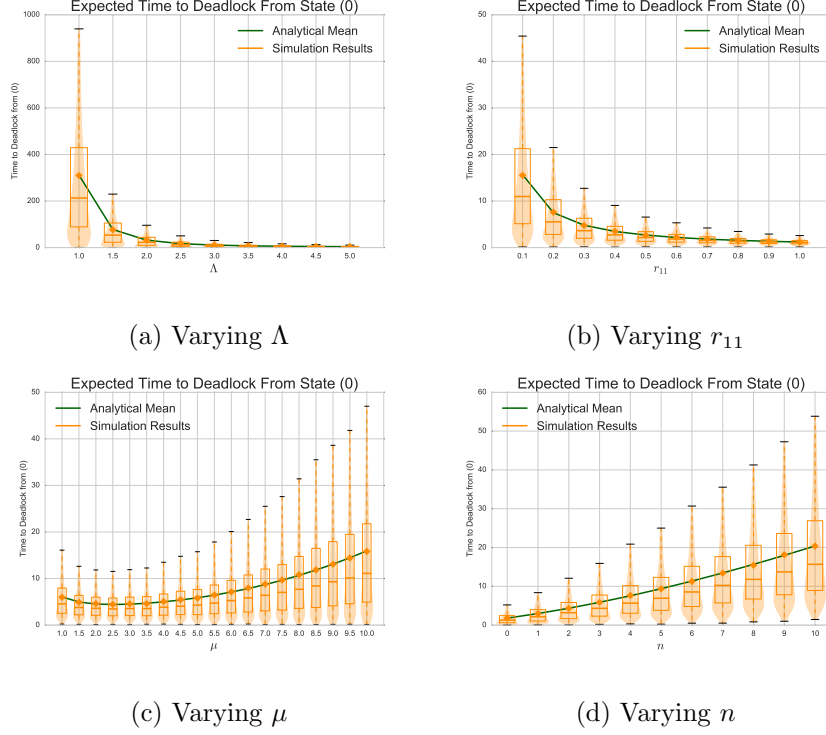 Expected Time to Deadlock From State (0)
1000
800
600
400
200
0
Time to Deadlock from (0)
Analytical Mean
Simulation Results
1.0 1.5 2.0 2.5 3.0 3.5 4.0 4.5 5.0
Λ
(a) Varying Λ
Expected Time to Deadlock From State (0)
50
40
30
20
10
0
Time to Deadlock from (0)
Analytical Mean
Simulation Results
0.1 0.2 0.3 0.4 0.5 0.6 0.7 0.8 0.9 1.0
r₁₁
(b) Varying r₁₁
Expected Time to Deadlock From State (0)
50
40
30
20
10
0
Time to Deadlock from (0)
Analytical Mean
Simulation Results
1.0 1.5 2.0 2.5 3.0 3.5 4.0 4.5 5.0 5.5 6.0 6.5 7.0 7.5 8.0 8.5 9.0 9.5 10.0
μ
(c) Varying μ
Expected Time to Deadlock From State (0)
60
50
40
30
20
10
0
Time to Deadlock from (0)
Analytical Mean
Simulation Results
0 1 2 3 4 5 6 7 8 9 10
n
(d) Varying n